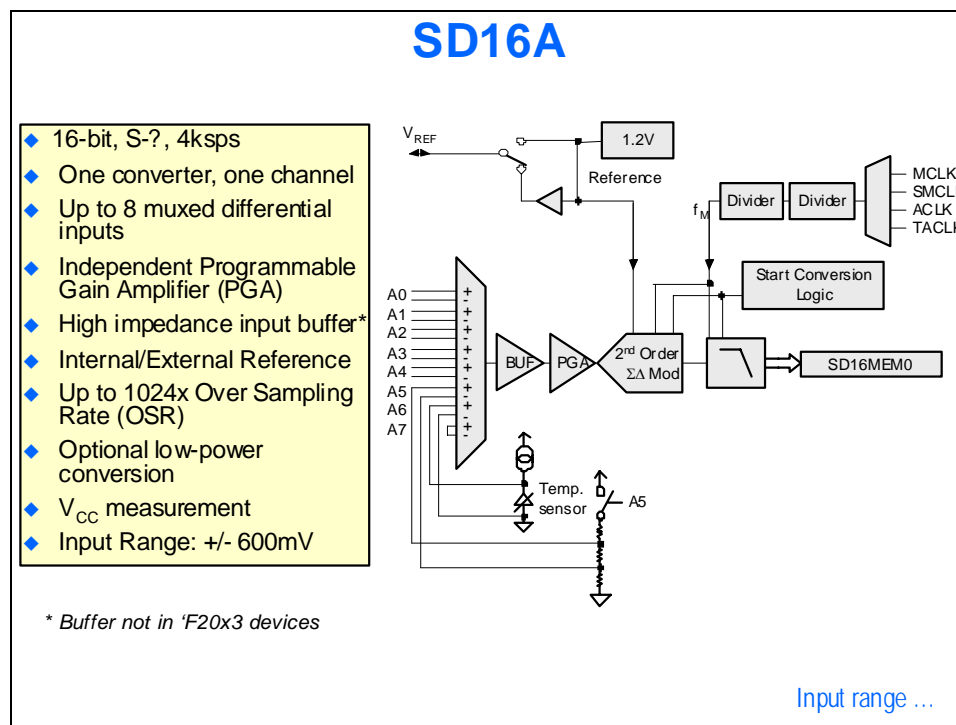 SD16A
◆ 16-bit, S-?, 4ksps
◆ One converter, one channel
◆ Up to 8 muxed differential
inputs
◆ Independent Programmable
Gain Amplifier (PGA)
◆ High impedance input buffer*
◆ Internal/External Reference
◆ Up to 1024x Over Sampling
Rate (OSR)
◆ Optional low-power
conversion
◆ VCC measurement
◆ Input Range: +/- 600mV
* Buffer not in 'F20x3 devices
VREF
1.2V
Reference
fM
Divider
Divider
MCLK
SMCLK
ACLK
TACLK
Start Conversion
Logic
A0
A1
A2
A3
A4
A5
A6
A7
+
-
+
-
+
-
+
-
+
-
+
-
+
-
+
-
BUF
PGA
2nd Order
ΣΔ Mod
SD16MEM0
Temp.
sensor
A5
Input range ...